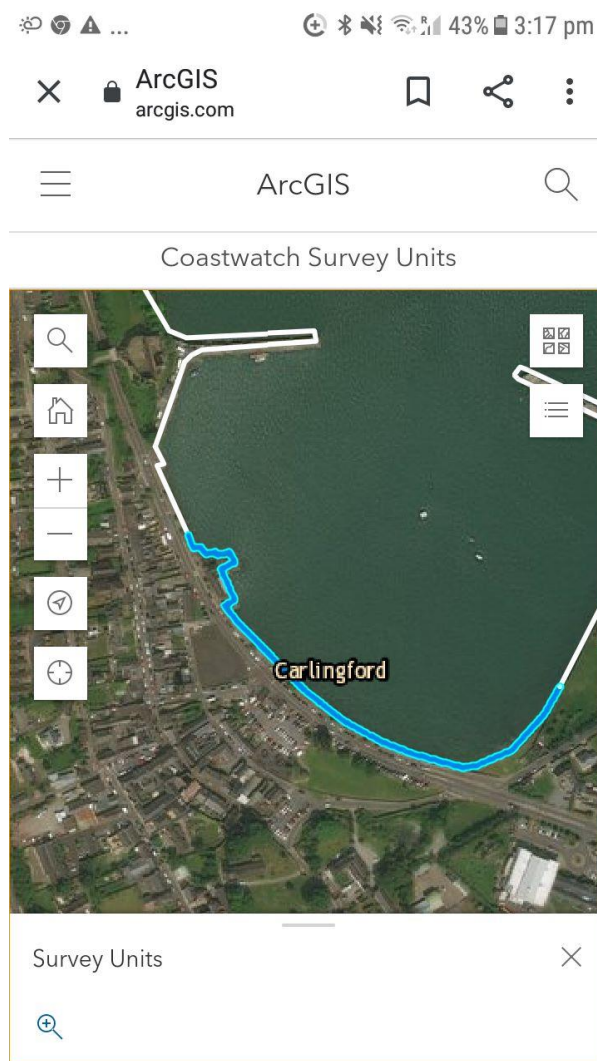 43% 3:17 pm
ArcGIS
arcgis.com
ArcGIS
Coastwatch Survey Units
Carlingford
Survey Units